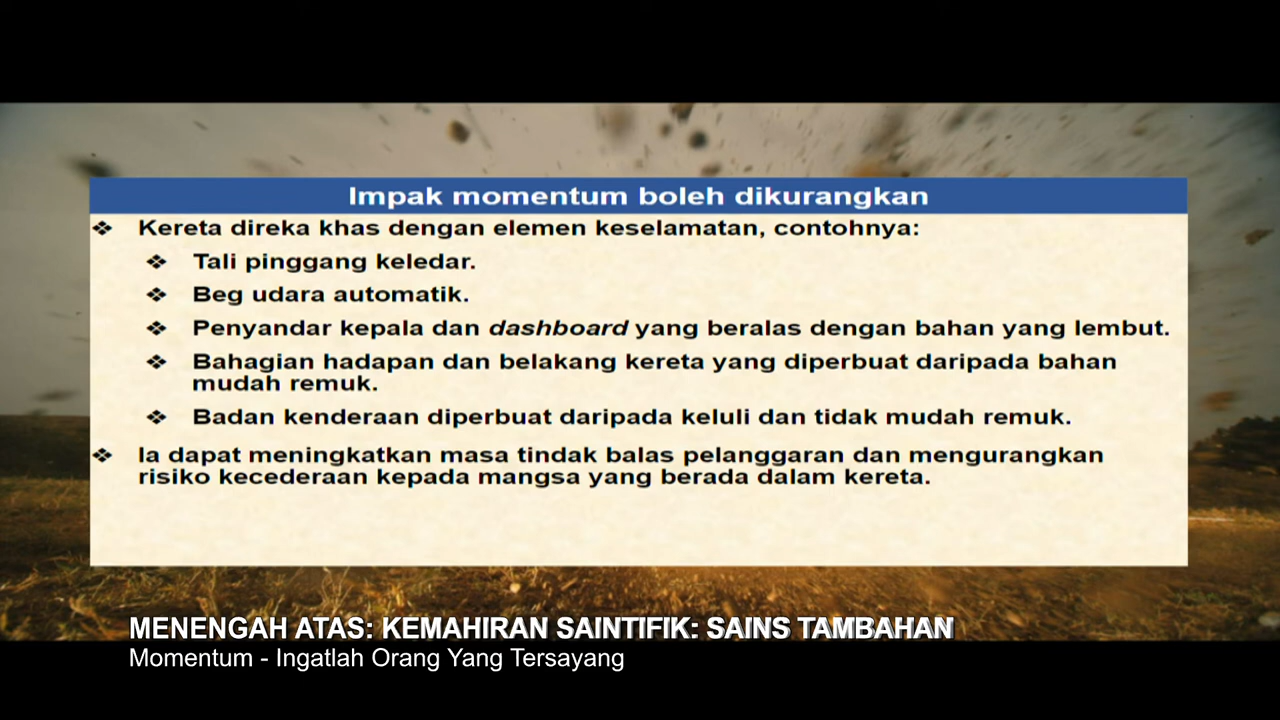 Impak momentum boleh dikurangkan
❖ Kereta direka khas dengan elemen keselamatan, contohnya:
❖ Tali pinggang keledar.
❖ Beg udara automatik.
❖ Penyandar kepala dan dashboard yang beralas dengan bahan yang lembut.
❖ Bahagian hadapan dan belakang kereta yang diperbuat daripada bahan
mudah remuk.
❖ Badan kenderaan diperbuat daripada keluli dan tidak mudah remuk.
❖ Ia dapat meningkatkan masa tindak balas pelanggaran dan mengurangkan
risiko kecederaan kepada mangsa yang berada dalam kereta.
MENENGAH ATAS: KEMAHIRAN SAINTIFIK: SAINS TAMBAHAN
Momentum - Ingatlah Orang Yang Tersayang